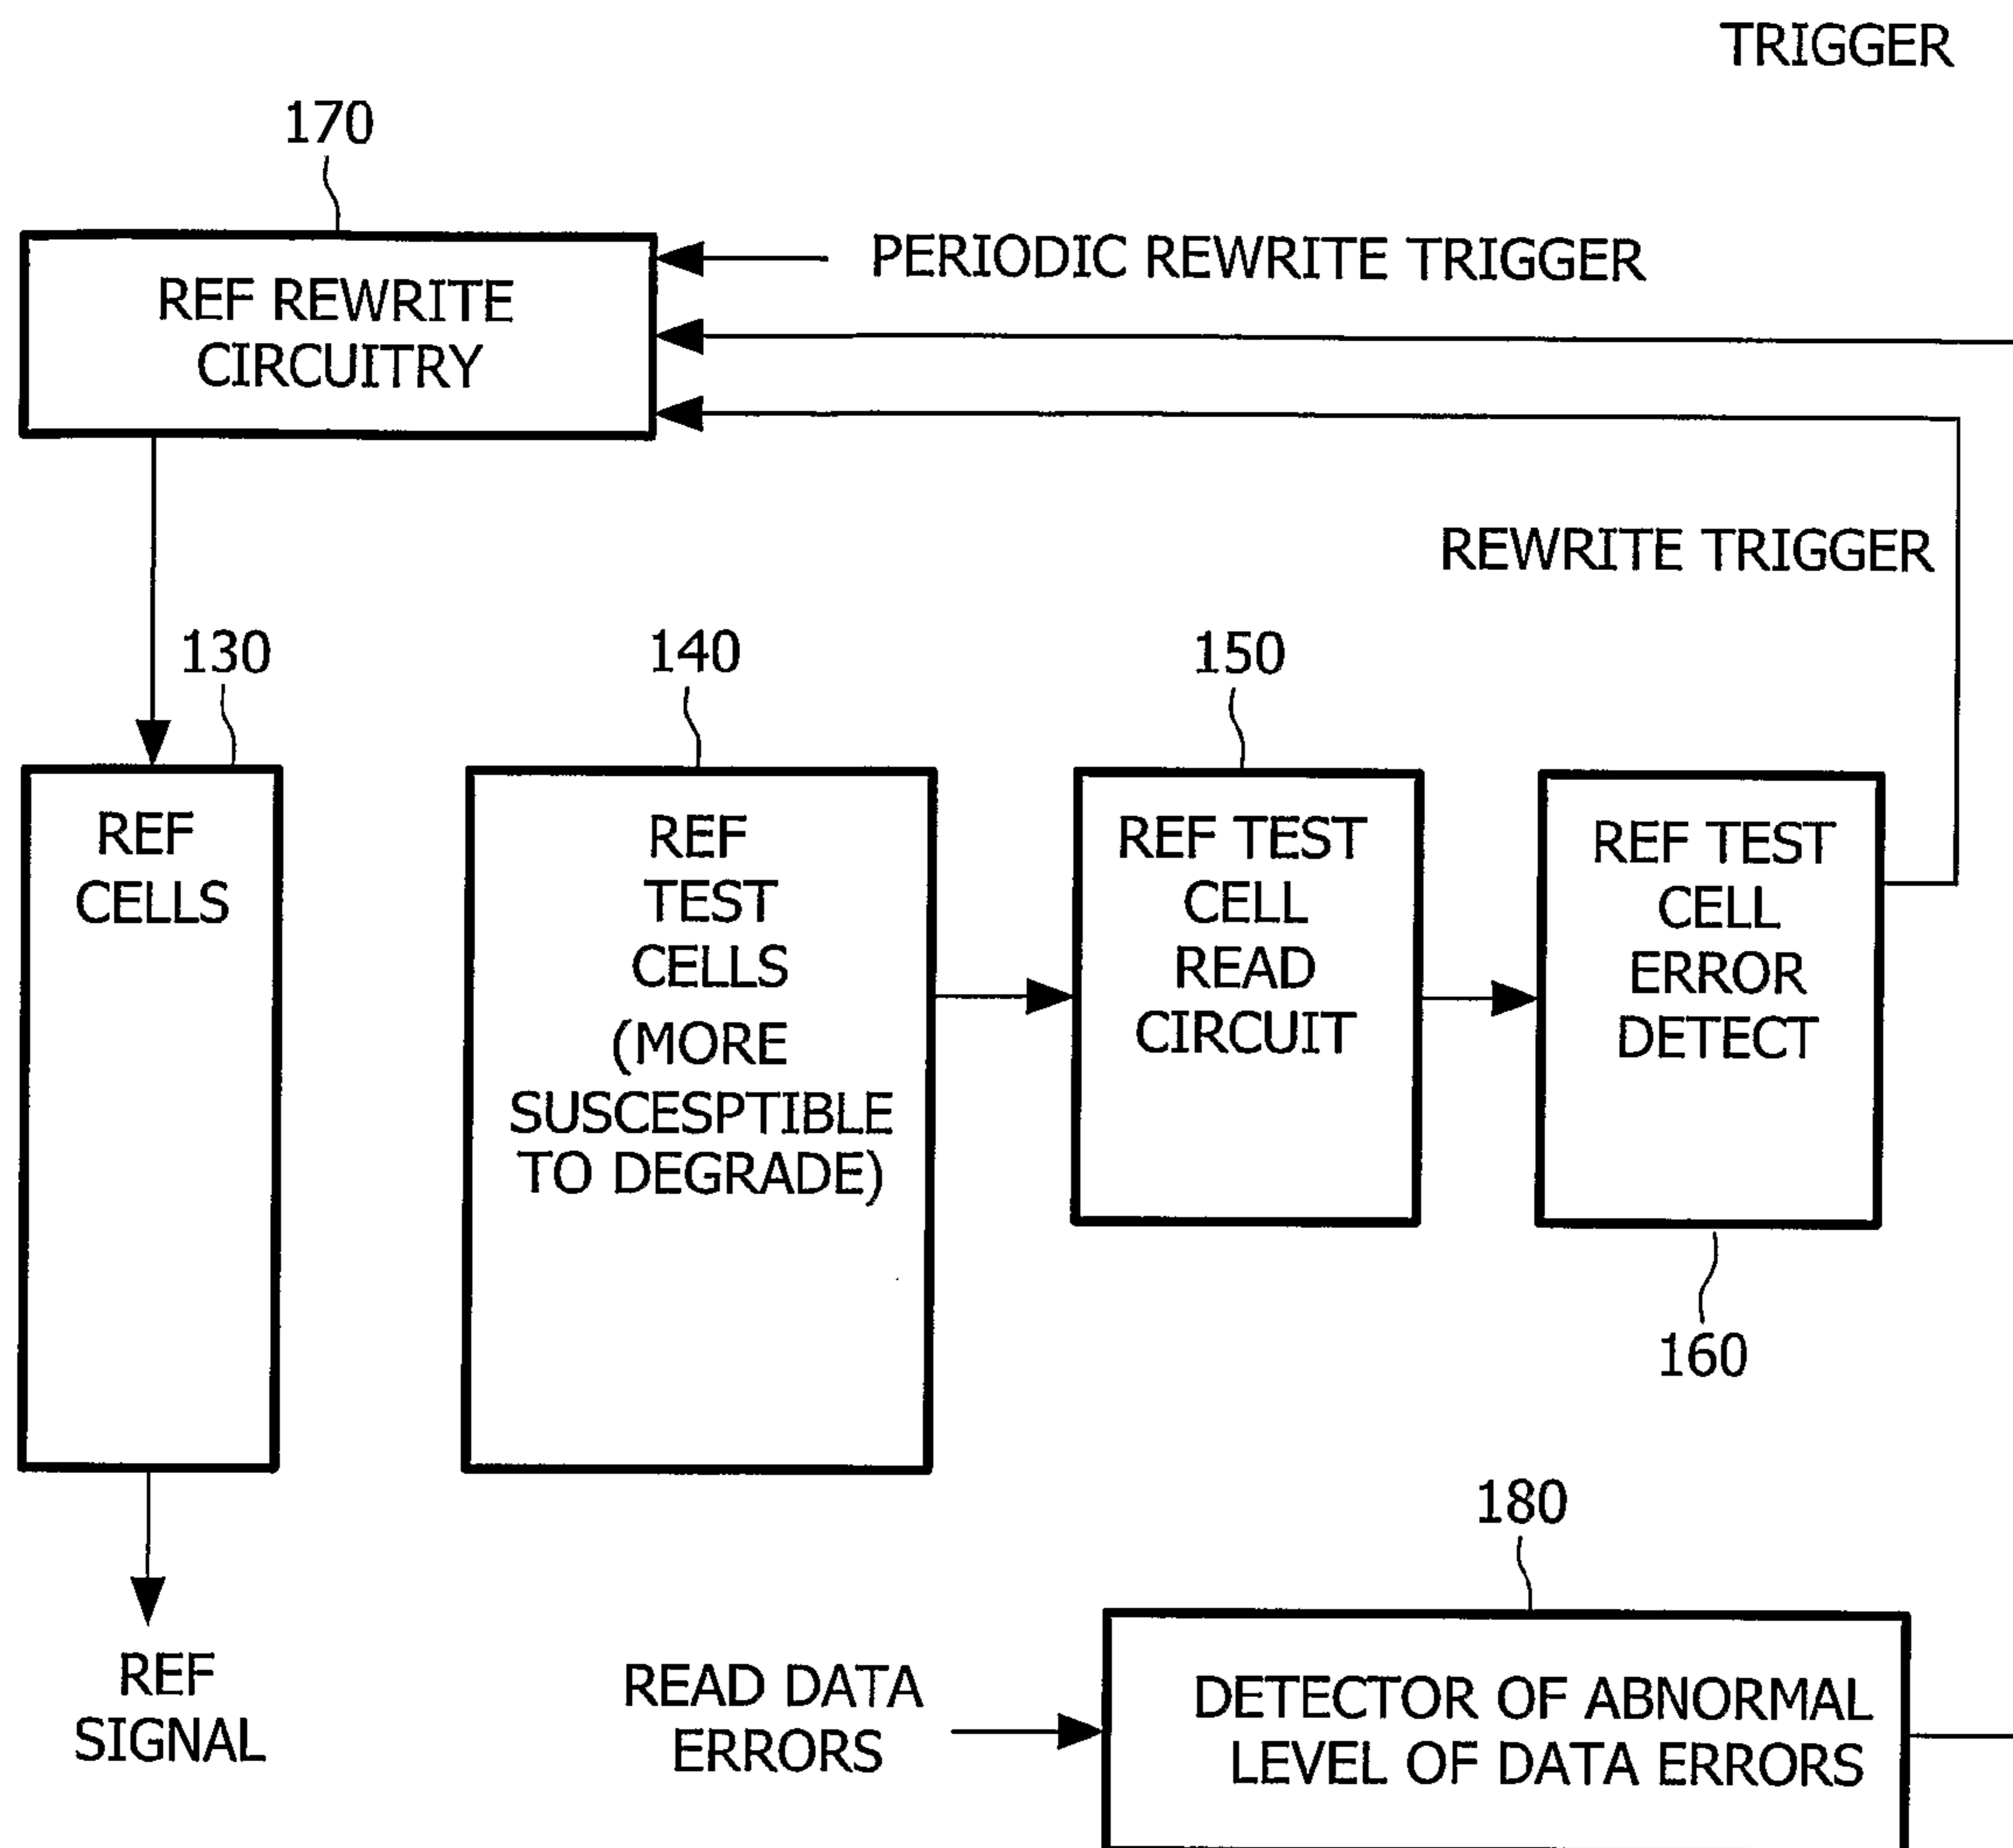 TRIGGER
170
REF REWRITE
CIRCUITRY
PERIODIC REWRITE TRIGGER
REWRITE TRIGGER
130
140
150
REF
CELLS
REF
TEST
CELLS
(MORE
SUSCESPTIBLE
TO DEGRADE)
REF TEST
CELL
READ
CIRCUIT
REF TEST
CELL
ERROR
DETECT
160
180
REF
SIGNAL
READ DATA
ERRORS
DETECTOR OF ABNORMAL
LEVEL OF DATA ERRORS